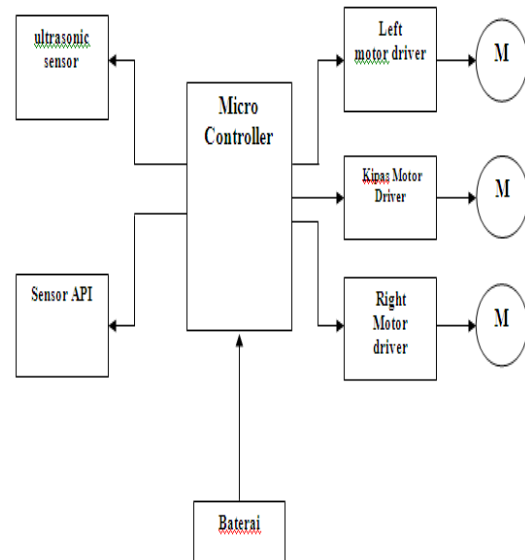 ultrasonic
sensor
Micro
Controller
Left
motor driver
M
Kipas Motor
Driver
M
Sensor API
Right
Motor
driver
M
Baterai